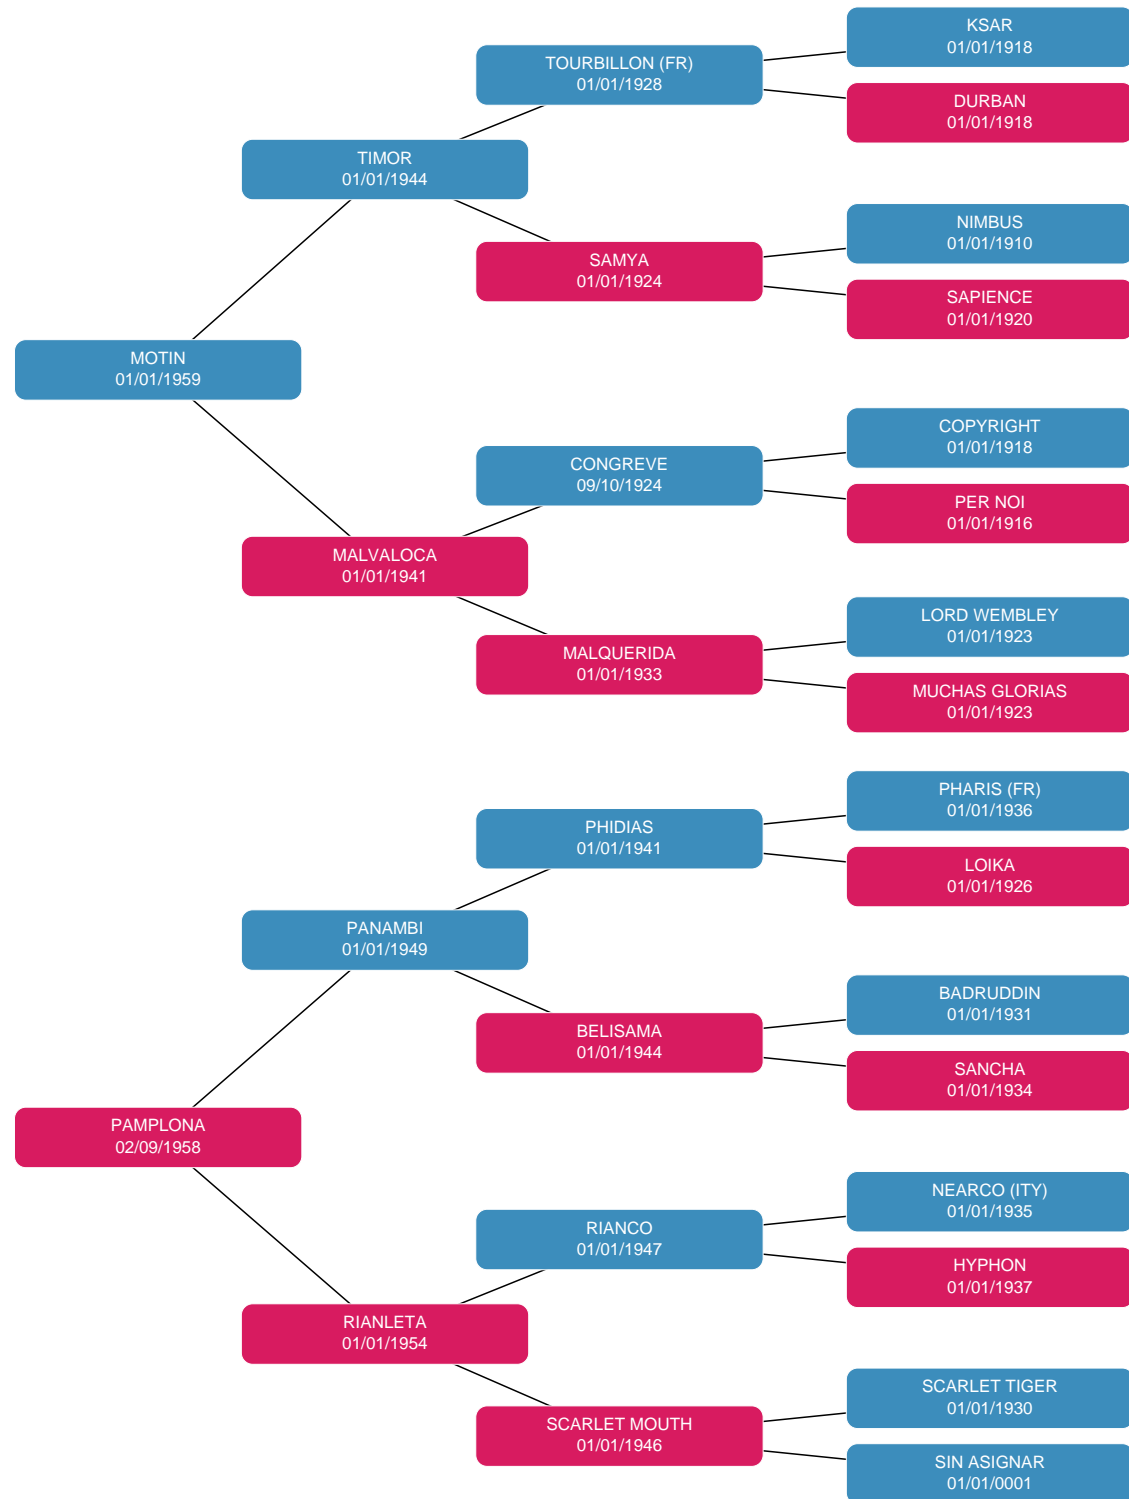 KSAR
01/01/1918
TOURBILLON (FR)
01/01/1928
DURBAN
01/01/1918
TIMOR
01/01/1944
NIMBUS
01/01/1910
SAMYA
01/01/1924
SAPIENCE
01/01/1920
MOTIN
01/01/1959
COPYRIGHT
01/01/1918
CONGREVE
09/10/1924
PER NOI
01/01/1916
MALVALOCA
01/01/1941
LORD WEMBLEY
01/01/1923
MALQUERIDA
01/01/1933
MUCHAS GLORIAS
01/01/1923
PHARIS (FR)
01/01/1936
PHIDIAS
01/01/1941
LOIKA
01/01/1926
PANAMBI
01/01/1949
BADRUDDIN
01/01/1931
BELISAMA
01/01/1944
SANCHA
01/01/1934
PAMPLONA
02/09/1958
NEARCO (ITY)
01/01/1935
RIANCO
01/01/1947
HYPHON
01/01/1937
RIANLETA
01/01/1954
SCARLET TIGER
01/01/1930
SCARLET MOUTH
01/01/1946
SIN ASIGNAR
01/01/0001